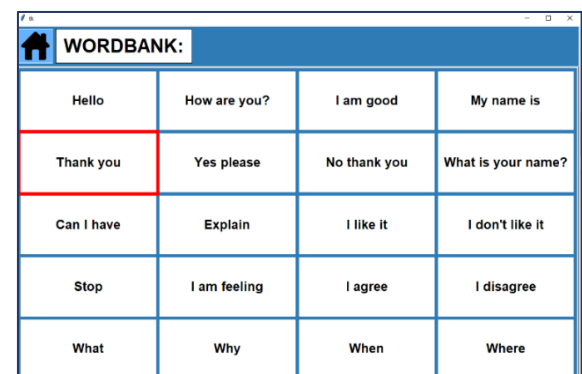 tk
WORDBANK:
Hello How are you? I am good My name is
Thank you Yes please No thank you What is your name?
Can I have Explain I like it I don't like it
Stop I am feeling I agree I disagree
What Why When Where